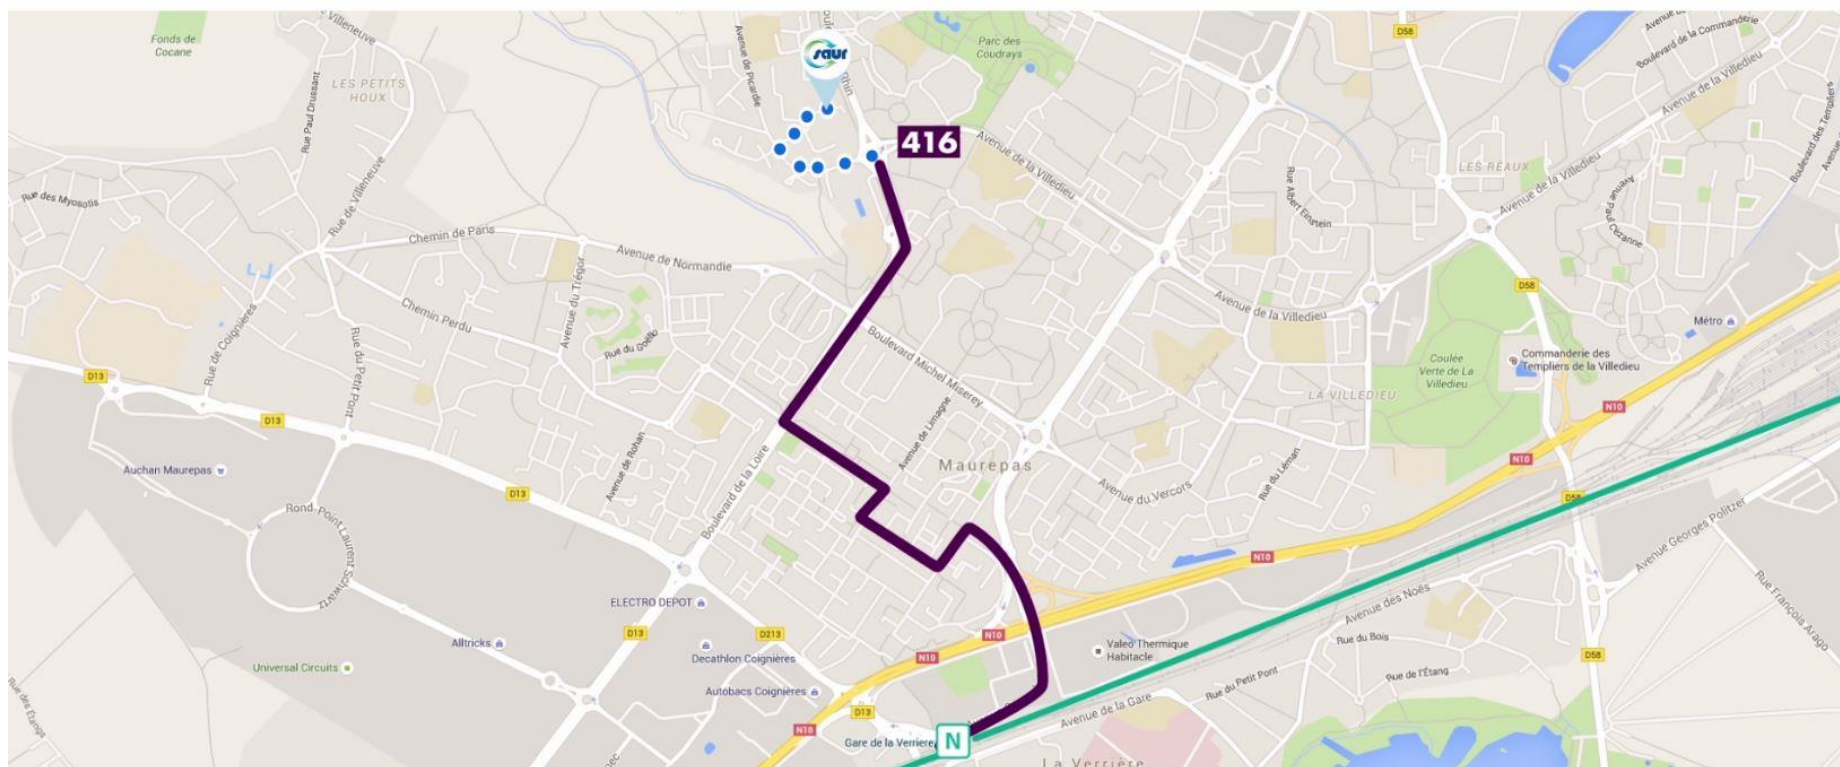 Fonds de
Cocane
Villeneuve
Avenue de Picardie
saur
Parc des
Coudrays
D58
Boulevard de la Commanderie
Avenue de la Villedieu
Boulevard des Templiers
LES PETITS
HOUX
Rue Paul Drussant
416
Avenue de la Villedieu
LES REAUX
Avenue de la Villedieu
Rue Albert Einstein
Avenue Paul Cézanne
Rue des Myosotis
Rue de Villeneuve
Chemin de Paris
Avenue de Normandie
Avenue du Trégor
Chemin Perdu
Rue de Coignières
Rue du Petit Pont
Rue du Goëllo
Avenue de la Villedieu
D58
Métro
Boulevard Michel Miserey
Coulée
Verte de La
Villedieu
Commanderie des
Templiers de la Villedieu
LA VILLEDIEU
D13
D13
N10
Avenue de Limagne
Avenue de Rohan
Boulevard de la Loire
Maurepas
Auchan Maurepas
D13
Avenue du Vercors
Rue du Léman
N10
D58
Rond Point Laurent Schwartz
N10
Avenue Georges Politzer
ELECTRO DEPOT
Avenue des Noës
Rue François Arago
D13
D213
N10
Rue du Bois
Alltricks
Decathlon Coignières
N10
Valeo Thermique
Habitacle
D58
Universal Circuits
Autobacs Coignières
Rue du Petit Pont
Rue de l'Étang
Rue des Étangs
D13
Avenue de la Gare
N10
Gare de la Verrière
N
La Verrière